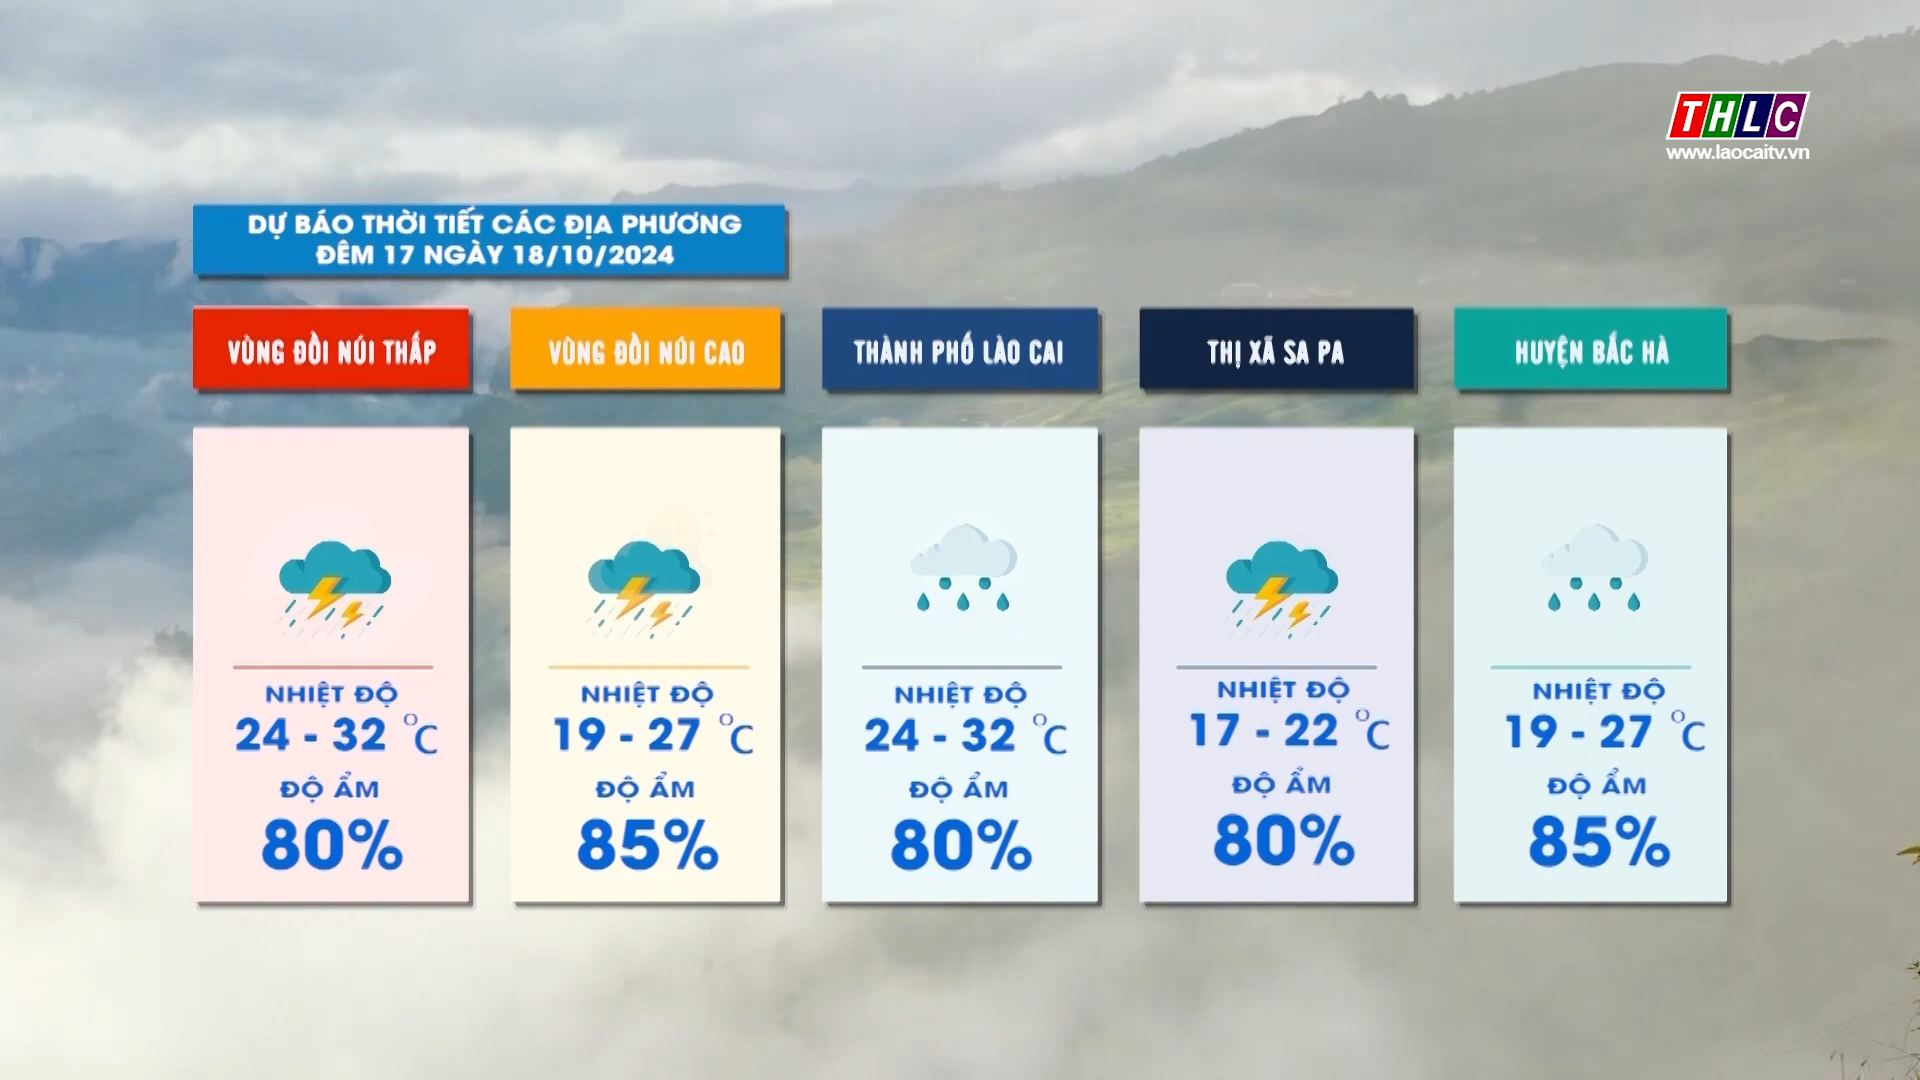 THLC
www.laocaitv.vn
DỰ BÁO THỜI TIẾT CÁC ĐỊA PHƯƠNG
ĐÊM 17 NGÀY 18/10/2024
VÙNG ĐỒI NÚI THẤP
NHIỆT ĐỘ
24 - 32 °C
ĐỘ ẨM
80%
VÙNG ĐỒI NÚI CAO
NHIỆT ĐỘ
19 - 27 °C
ĐỘ ẨM
85%
THÀNH PHỐ LÀO CAI
NHIỆT ĐỘ
24 - 32 °C
ĐỘ ẨM
80%
THỊ XÃ SA PA
NHIỆT ĐỘ
17 - 22 °C
ĐỘ ẨM
80%
HUYỆN BẮC HÀ
NHIỆT ĐỘ
19 - 27 °C
ĐỘ ẨM
85%